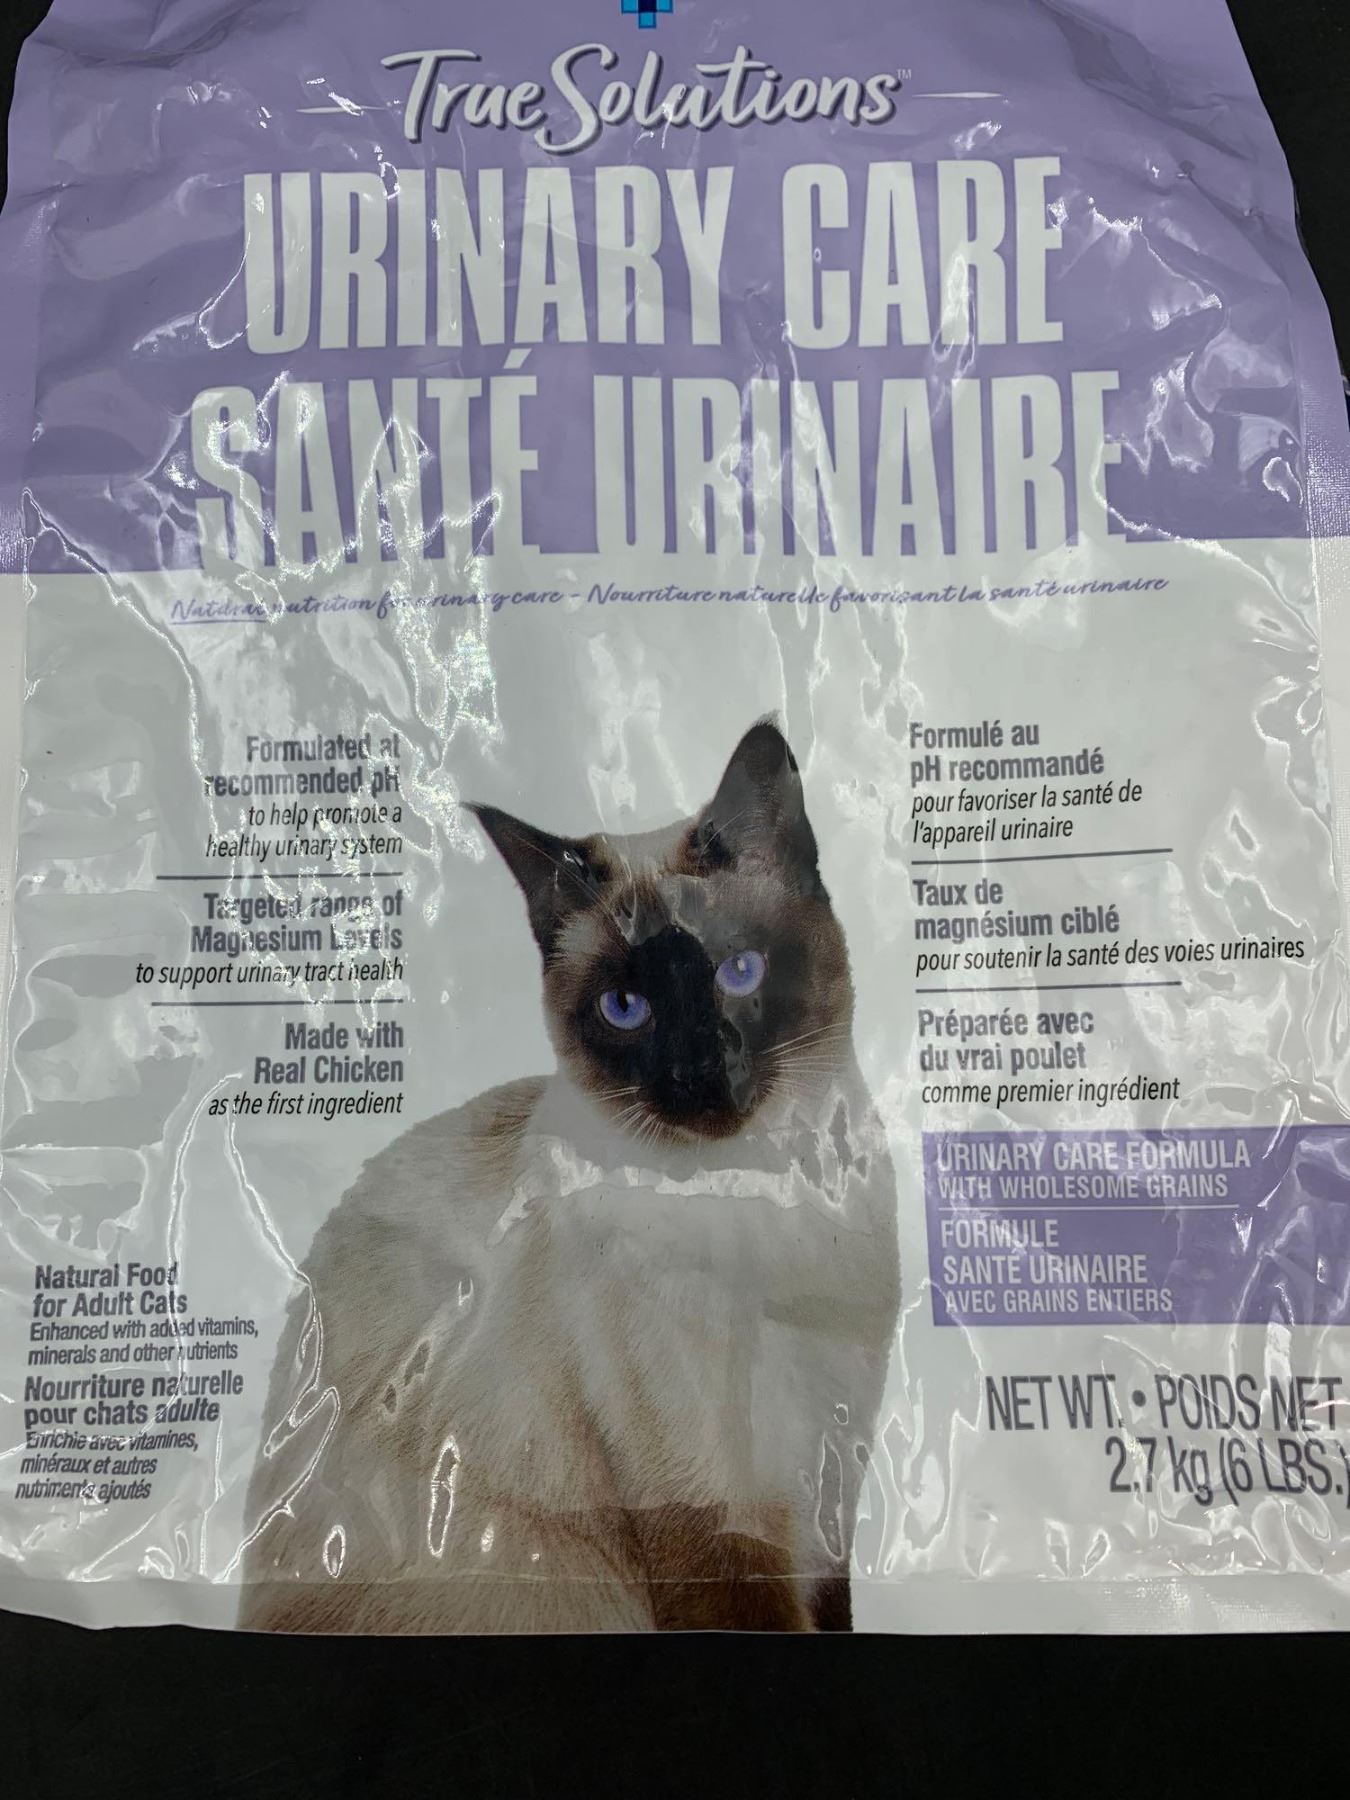 True Solutions™
URINARY CARE
SANTÉ URINAIRE
Natural nutrition for urinary care - Nourriture naturelle favorisant la santé urinaire
Formulated at
recommended pH
to help promote a
healthy urinary system
Targeted range of
Magnesium Levels
to support urinary tract health
Made with
Real Chicken
as the first ingredient
Natural Food
for Adult Cats
Enhanced with added vitamins,
minerals and other nutrients
Nourriture naturelle
pour chats adulte
Enrichie avec vitamines,
minéraux et autres
nutriments ajoutés
Formulé au
pH recommandé
pour favoriser la santé de
l'appareil urinaire
Taux de
magnésium ciblé
pour soutenir la santé des voies urinaires
Préparée avec
du vrai poulet
comme premier ingrédient
URINARY CARE FORMULA
WITH WHOLESOME GRAINS
FORMULE
SANTÉ URINAIRE
AVEC GRAINS ENTIERS
NET WT. • POIDS NET
2.7 kg (6 LBS.)